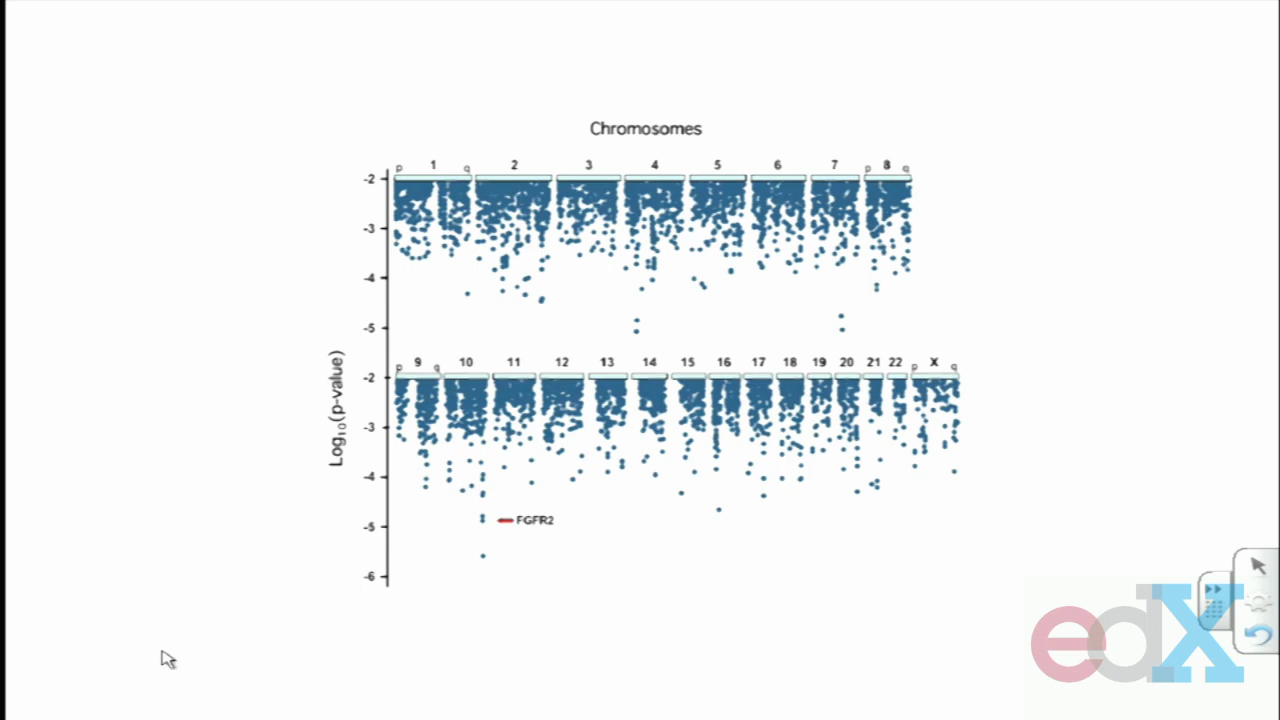 Chromosomes
p 1 q 2 3 4 5 6 7 p 8 q
-2
-3
-4
-5
p 9 q 10 11 12 13 14 15 16 17 18 19 20 21 22 p X q
-2
-3
-4
-5
-6
Log10(p-value)
FGFR2
edX